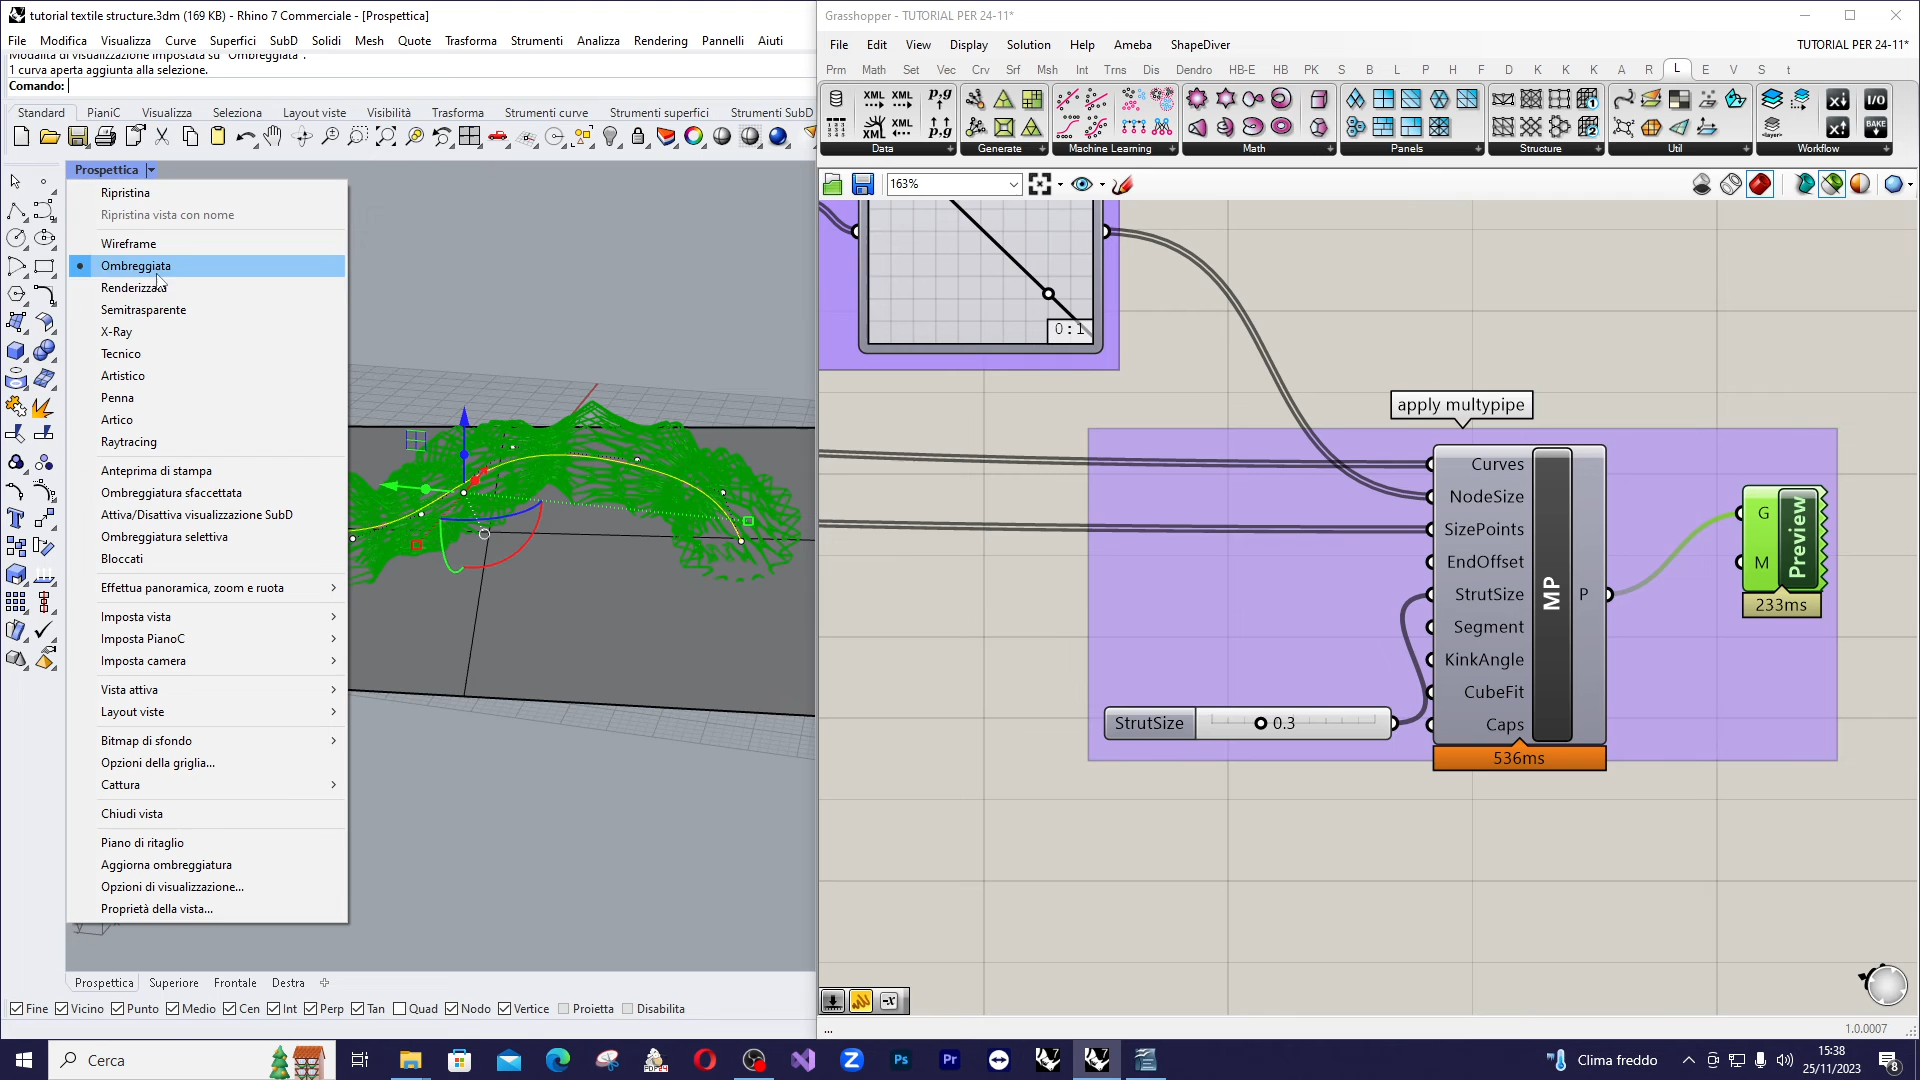 tutorial textile structure.3dm (169 KB) - Rhino 7 Commerciale - [Prospettica]
File Modifica Visualizza Curve Superfici SubD Solidi Mesh Quote Trasforma Strumenti Analizza Rendering Pannelli Aiuti
Modalità di visualizzazione impostata su "Ombreggiata".
1 curva aperta aggiunta alla selezione.
Comando:
Standard PianiC Visualizza Seleziona Layout viste Visibilità Trasforma Strumenti curve Strumenti superfici Strumenti SubD
Prospettica
Ripristina
Ripristina vista con nome
Wireframe
Ombreggiata
Renderizzata
Semitrasparente
X-Ray
Tecnico
Artistico
Penna
Artico
Raytracing
Anteprima di stampa
Ombreggiatura sfaccettata
Attiva/Disattiva visualizzazione SubD
Ombreggiatura selettiva
Bloccati
Effettua panoramica, zoom e ruota
Imposta vista
Imposta PianoC
Imposta camera
Vista attiva
Layout viste
Bitmap di sfondo
Opzioni della griglia...
Cattura
Chiudi vista
Piano di ritaglio
Aggiorna ombreggiatura
Opzioni di visualizzazione...
Proprietà della vista...
Prospettica Superiore Frontale Destra
Fine Vicino Punto Medio Cen Int Perp Tan Quad Nodo Vertice Proietta Disabilita
Grasshopper - TUTORIAL PER 24-11*
File Edit View Display Solution Help Ameba ShapeDiver
TUTORIAL PER 24-11*
Prm Math Set Vec Crv Srf Msh Int Trns Dis Dendro HB-E HB PK S B L P H F D K K K A R L E V S t
Data Generate Machine Learning Math Panels Structure Util Workflow
163%
0 : 1
apply multypipe
Curves
NodeSize
SizePoints
EndOffset
StrutSize
Segment
KinkAngle
CubeFit
Caps
MP
P
536ms
StrutSize 0.3
G
M
Preview
233ms
...
1.0.0007
Cerca
Clima freddo
15:38
25/11/2023
8